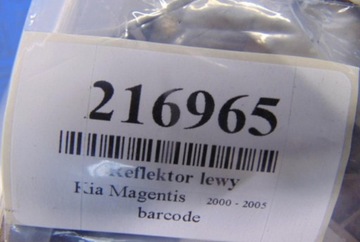 216965
Reflektor lewy
Kia Magentis 2000 - 2005
barcode